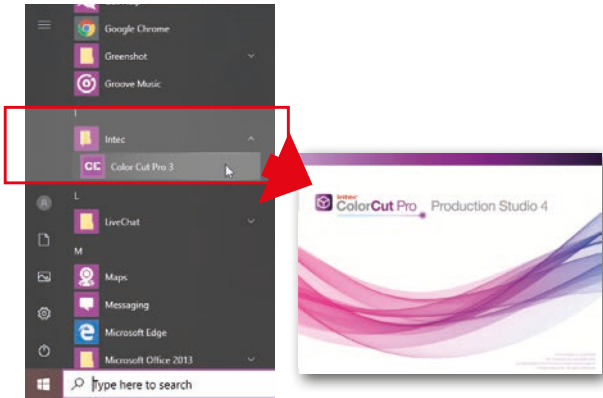 Google Chrome
Greenshot
Groove Music
I
Intec
CC Color Cut Pro 3
L
LiveChat
M
Maps
Messaging
Microsoft Edge
Microsoft Office 2013
Type here to search
intec
ColorCut Pro Production Studio 4